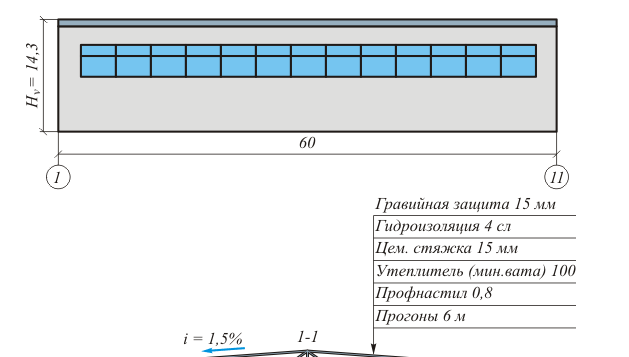 Hv = 14,3
60
1
11
Гравийная защита 15 мм
Гидроизоляция 4 сл
Цем. стяжка 15 мм
Утеплитель (мин.вата) 100
Профнастил 0,8
Прогоны 6 м
i = 1,5%
1-1